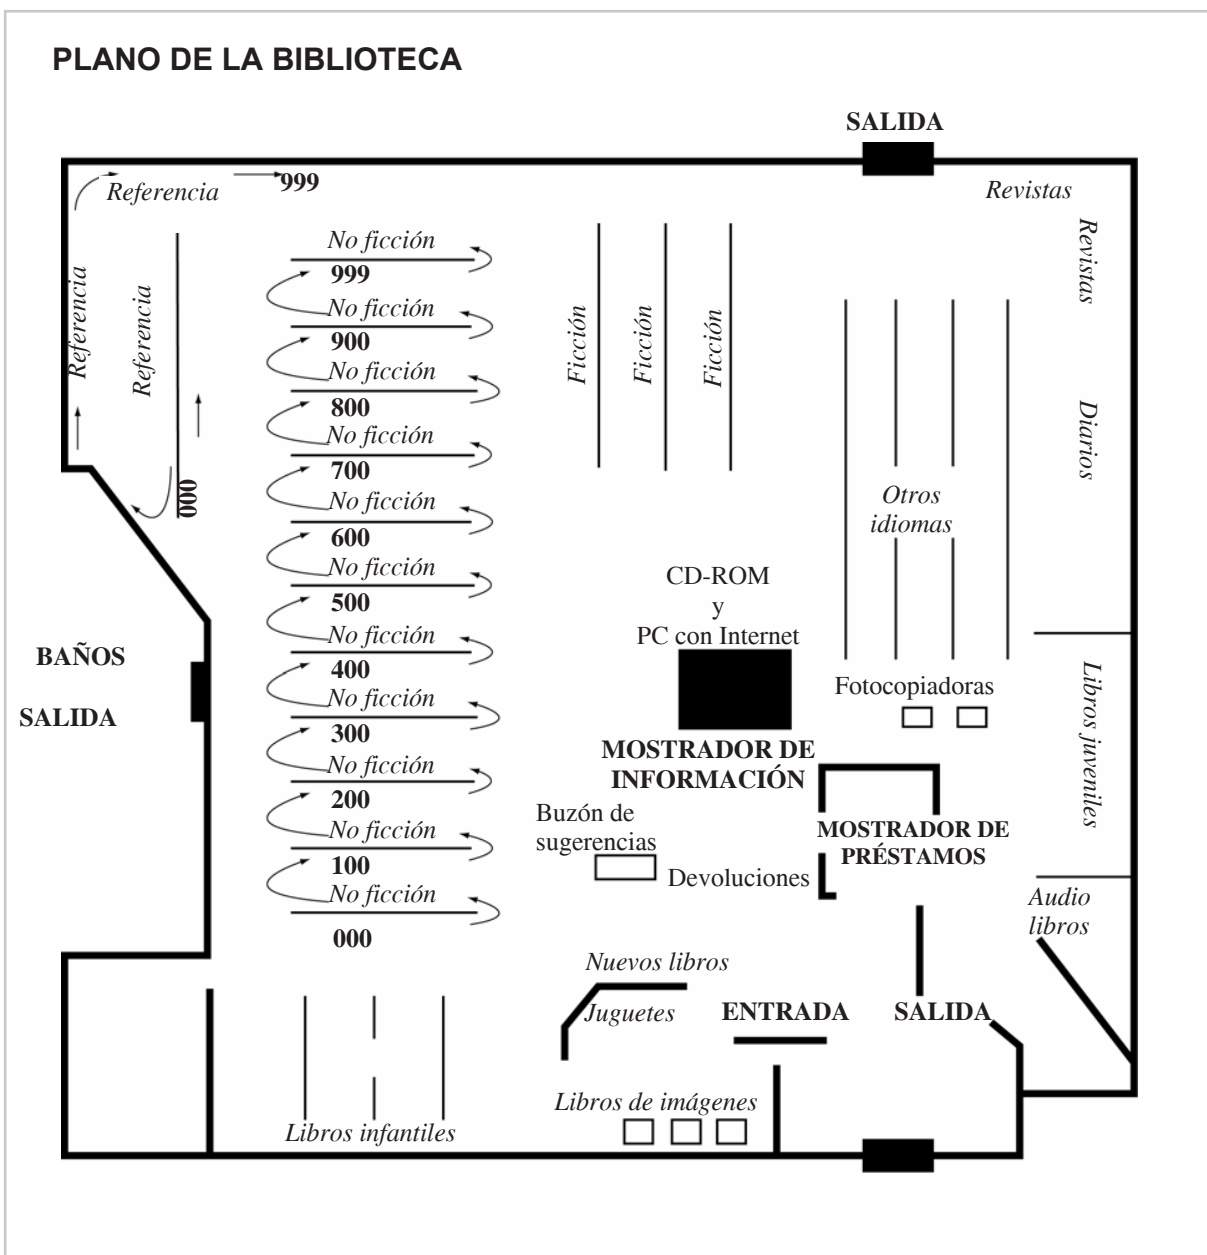 PLANO DE LA BIBLIOTECA
SALIDA
Referencia
999
Revistas
Revistas
Diarios
Referencia
Referencia
000
No ficción
999
No ficción
900
No ficción
800
No ficción
700
No ficción
600
No ficción
500
No ficción
400
No ficción
300
No ficción
200
No ficción
100
No ficción
000
Ficción
Ficción
Ficción
Otros
idiomas
CD-ROM
y
PC con Internet
BAÑOS
SALIDA
Fotocopiadoras
Libros juveniles
MOSTRADOR DE
INFORMACIÓN
Buzón de
sugerencias
MOSTRADOR DE
PRÉSTAMOS
Devoluciones
Audio
libros
Nuevos libros
Juguetes
ENTRADA
SALIDA
Libros de imágenes
Libros infantiles